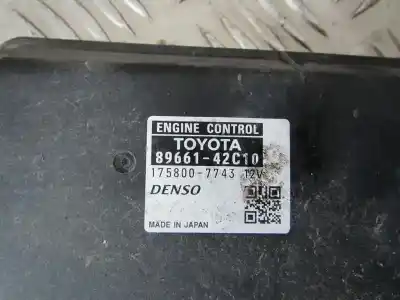 ENGINE CONTROL
TOYOTA
89661-42C10
175800-7743 12V
DENSO
MADE IN JAPAN